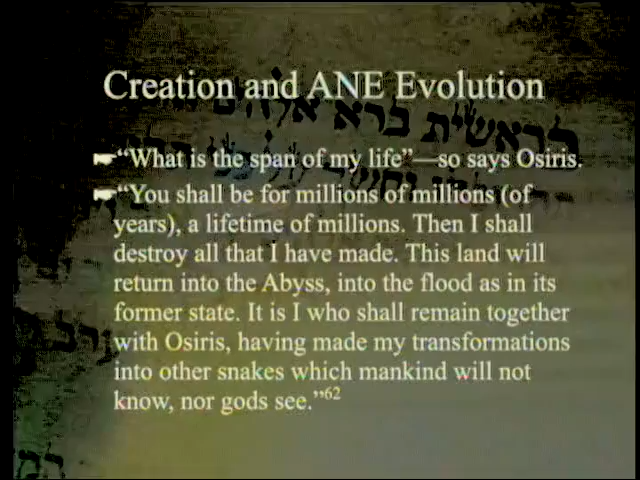 Creation and ANE Evolution
בראשית ברא אלהים
☛“What is the span of my life”—so says Osiris.
☛“You shall be for millions of millions (of
years), a lifetime of millions. Then I shall
destroy all that I have made. This land will
return into the Abyss, into the flood as in its
former state. It is I who shall remain together
with Osiris, having made my transformations
into other snakes which mankind will not
know, nor gods see.”62